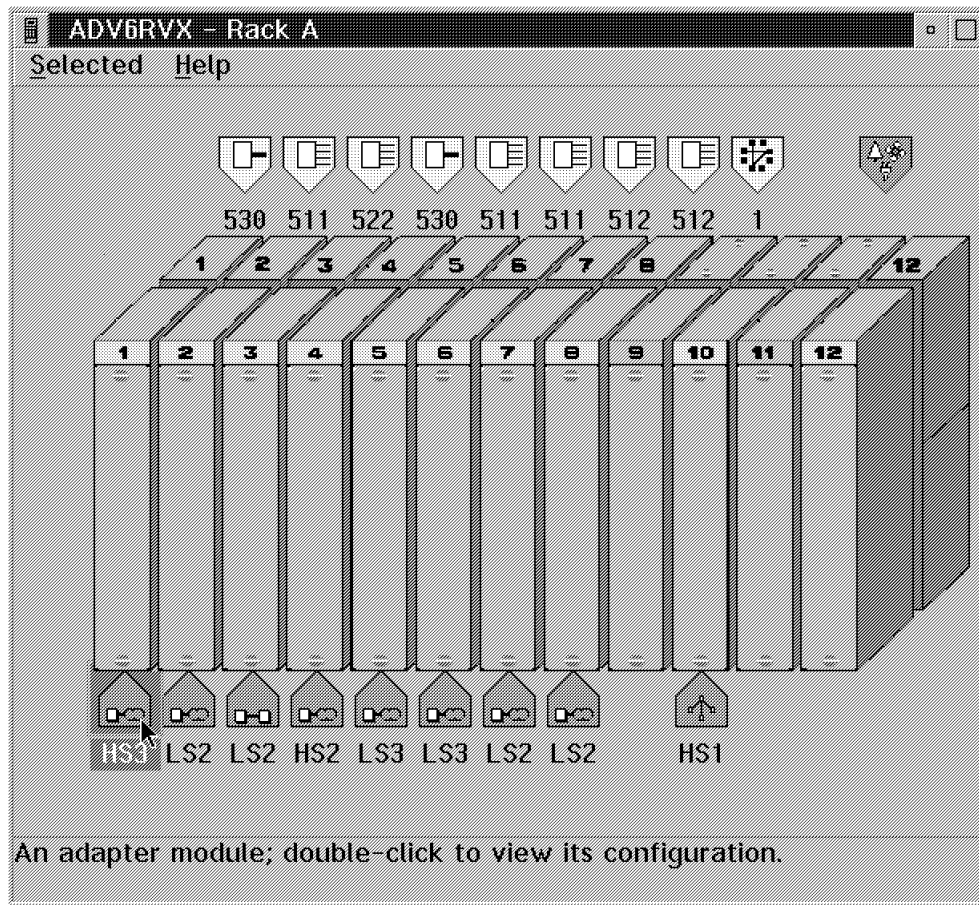 ADV6RVX - Rack A
Selected Help
530 511 522 530 511 511 512 512 1
1 2 3 4 5 6 7 8 12
1 2 3 4 5 6 7 8 9 10 11 12
HS3 LS2 LS2 HS2 LS3 LS3 LS2 LS2 HS1
An adapter module; double-click to view its configuration.